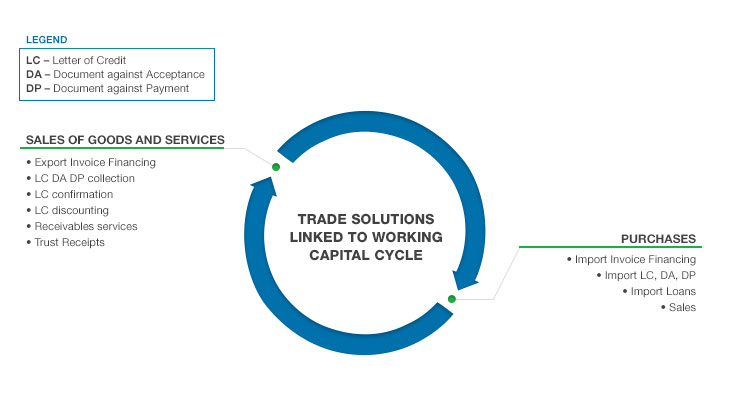 LEGEND
LC – Letter of Credit
DA – Document against Acceptance
DP – Document against Payment
SALES OF GOODS AND SERVICES
• Export Invoice Financing
• LC DA DP collection
• LC confirmation
• LC discounting
• Receivables services
• Trust Receipts
TRADE SOLUTIONS
LINKED TO WORKING
CAPITAL CYCLE
PURCHASES
• Import Invoice Financing
• Import LC, DA, DP
• Import Loans
• Sales